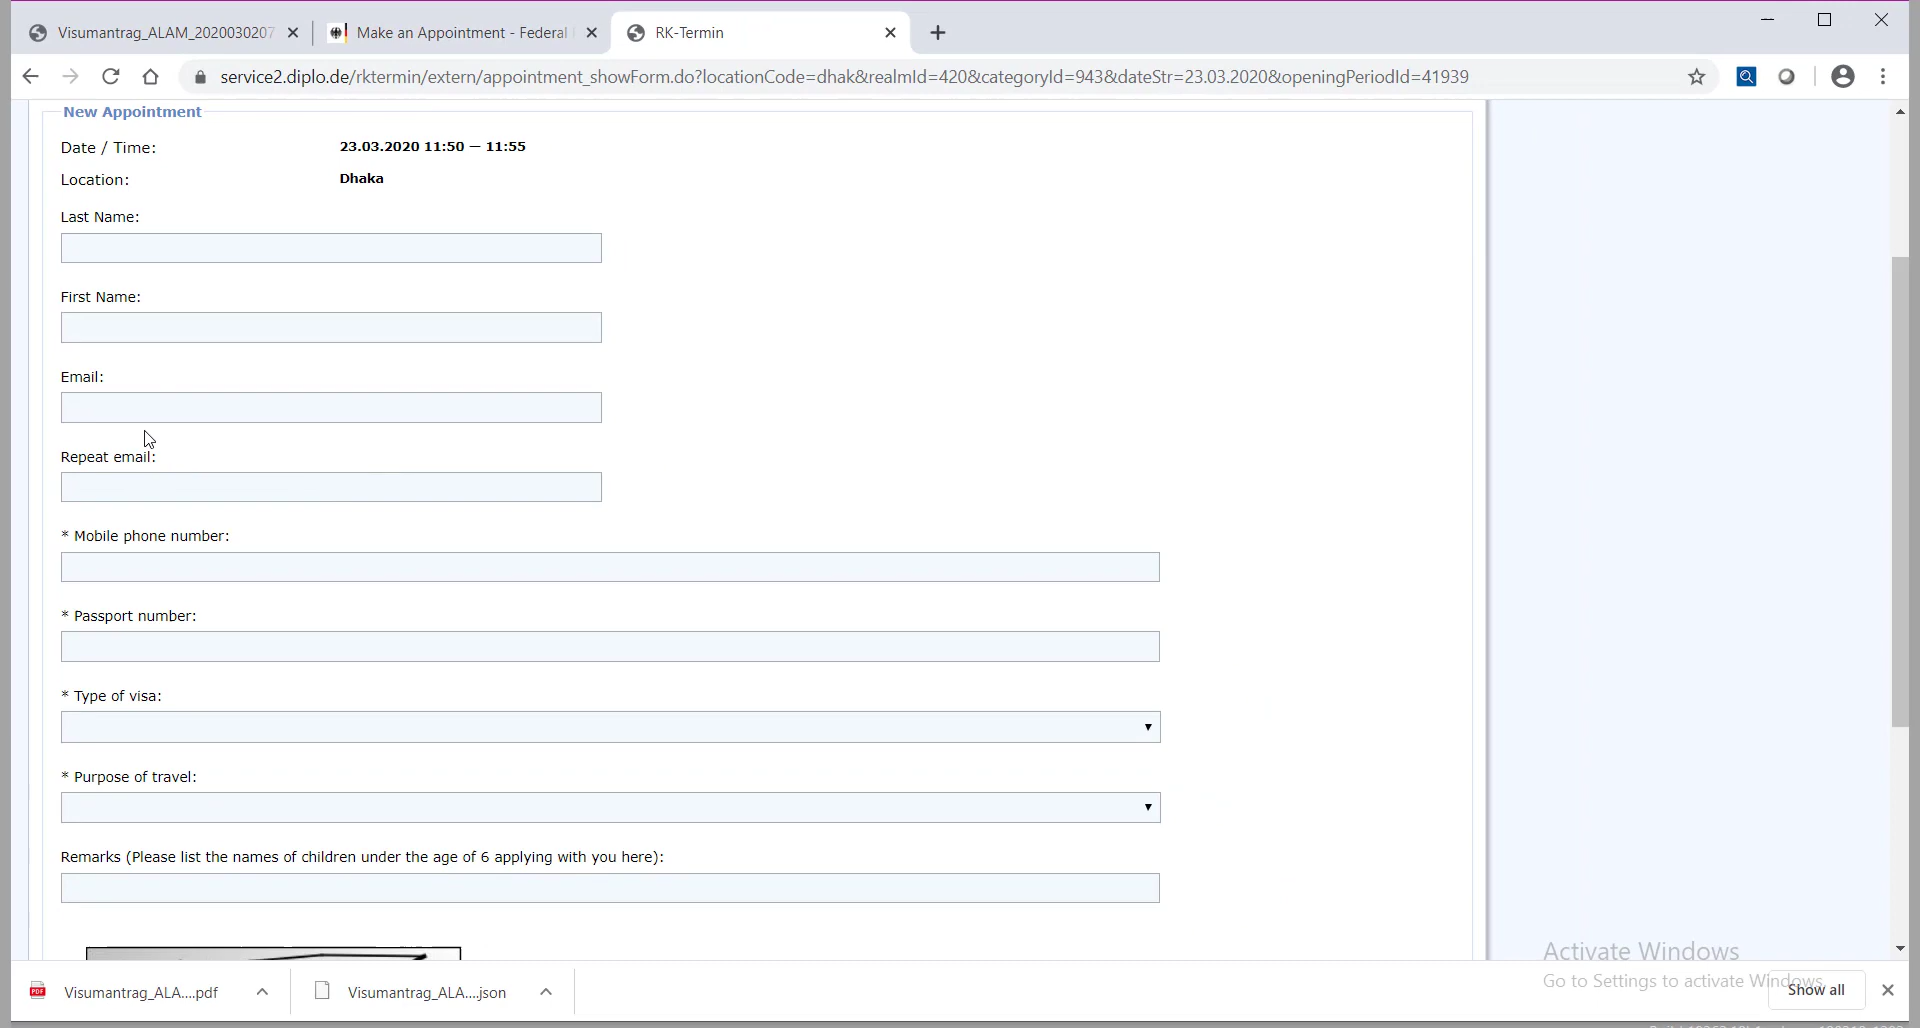 Visumantrag_ALAM_2020030207
Make an Appointment - Federal
RK-Termin
service2.diplo.de/rktermin/extern/appointment_showForm.do?locationCode=dhak&realmId=420&categoryId=943&dateStr=23.03.2020&openingPeriodId=41939
New Appointment
Date / Time: 23.03.2020 11:50 — 11:55
Location: Dhaka
Last Name:
First Name:
Email:
Repeat email:
* Mobile phone number:
* Passport number:
* Type of visa:
* Purpose of travel:
Remarks (Please list the names of children under the age of 6 applying with you here):
Activate Windows
Go to Settings to activate Windows.
PDF Visumantrag_ALA....pdf
Visumantrag_ALA....json
Show all